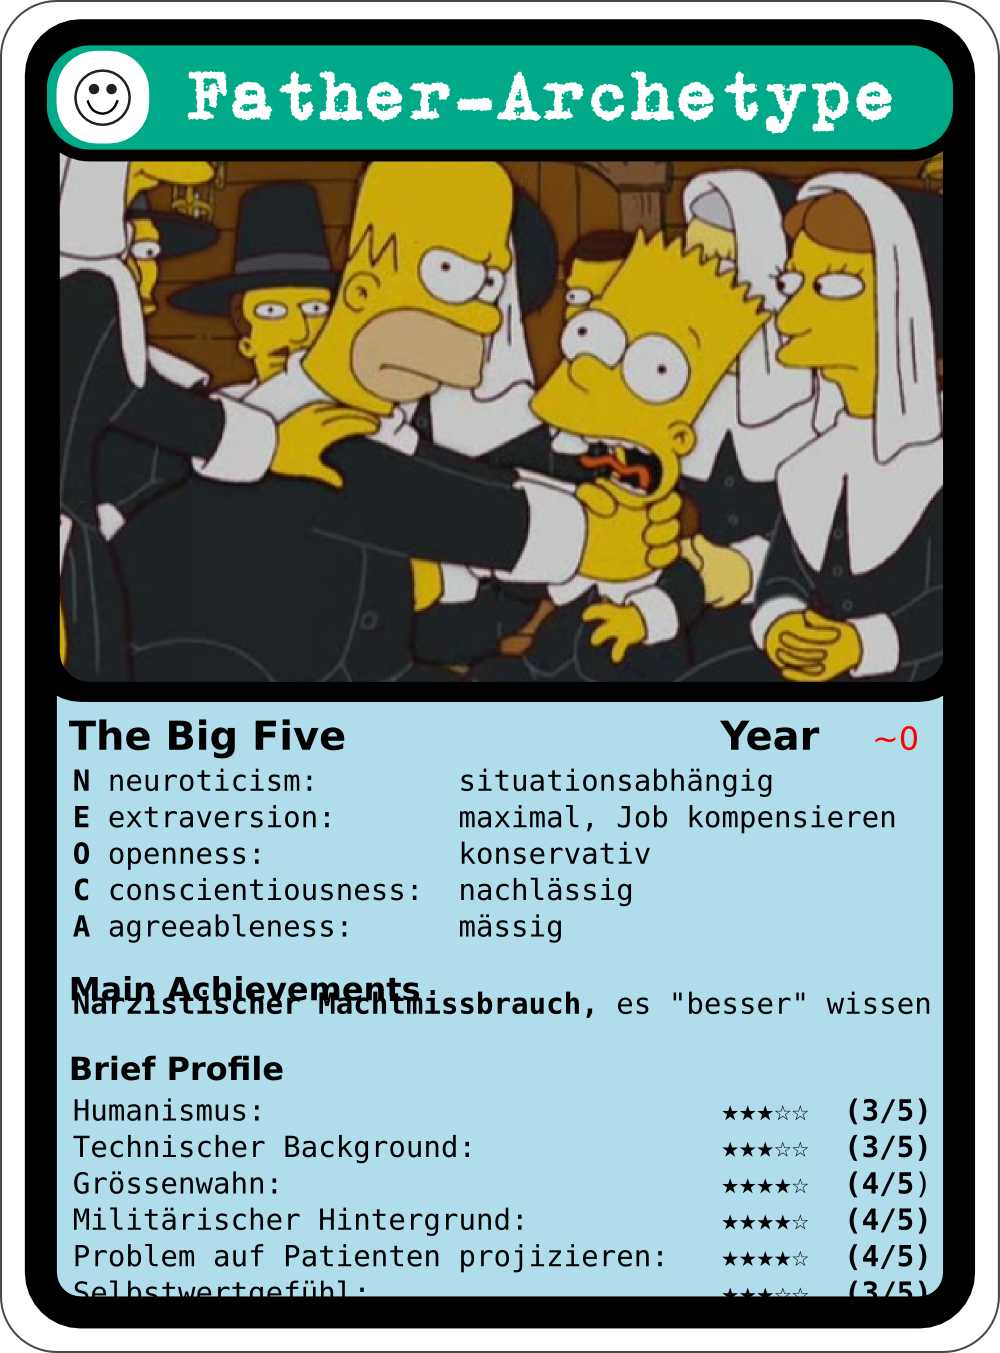 Father-Archetype
The Big Five Year ~0
N neuroticism: situationsabhängig
E extraversion: maximal, Job kompensieren
O openness: konservativ
C conscientiousness: nachlässig
A agreeableness: mässig
Main Achievements
Narzistischer Machtmissbrauch, es "besser" wissen
Brief Profile
Humanismus: ★★★☆☆ (3/5)
Technischer Background: ★★★☆☆ (3/5)
Grössenwahn: ★★★★☆ (4/5)
Militärischer Hintergrund: ★★★★☆ (4/5)
Problem auf Patienten projizieren: ★★★★☆ (4/5)
Selbstwertgefühl: ★★★☆☆ (3/5)